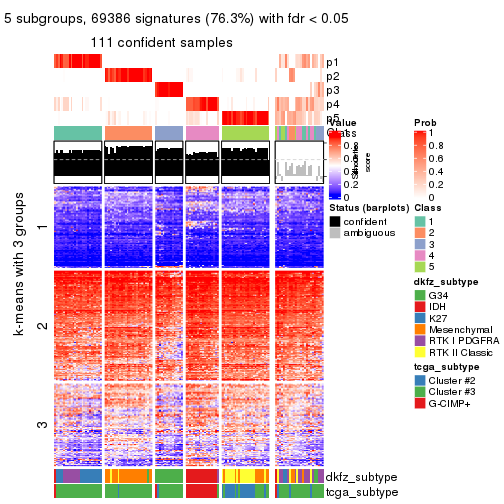 5 subgroups, 69386 signatures (76.3%) with fdr < 0.05
111 confident samples
p1
p2
p3
p4
p5
Class
Silhouette
score
k-means with 3 groups
1
2
3
dkfz_subtype
tcga_subtype
Value
1
0.8
0.6
0.4
0.2
0
Status (barplots)
confident
ambiguous
Prob
1
0.8
0.6
0.4
0.2
0
Class
1
2
3
4
5
dkfz_subtype
G34
IDH
K27
Mesenchymal
RTK I PDGFRA
RTK II Classic
tcga_subtype
Cluster #2
Cluster #3
G-CIMP+